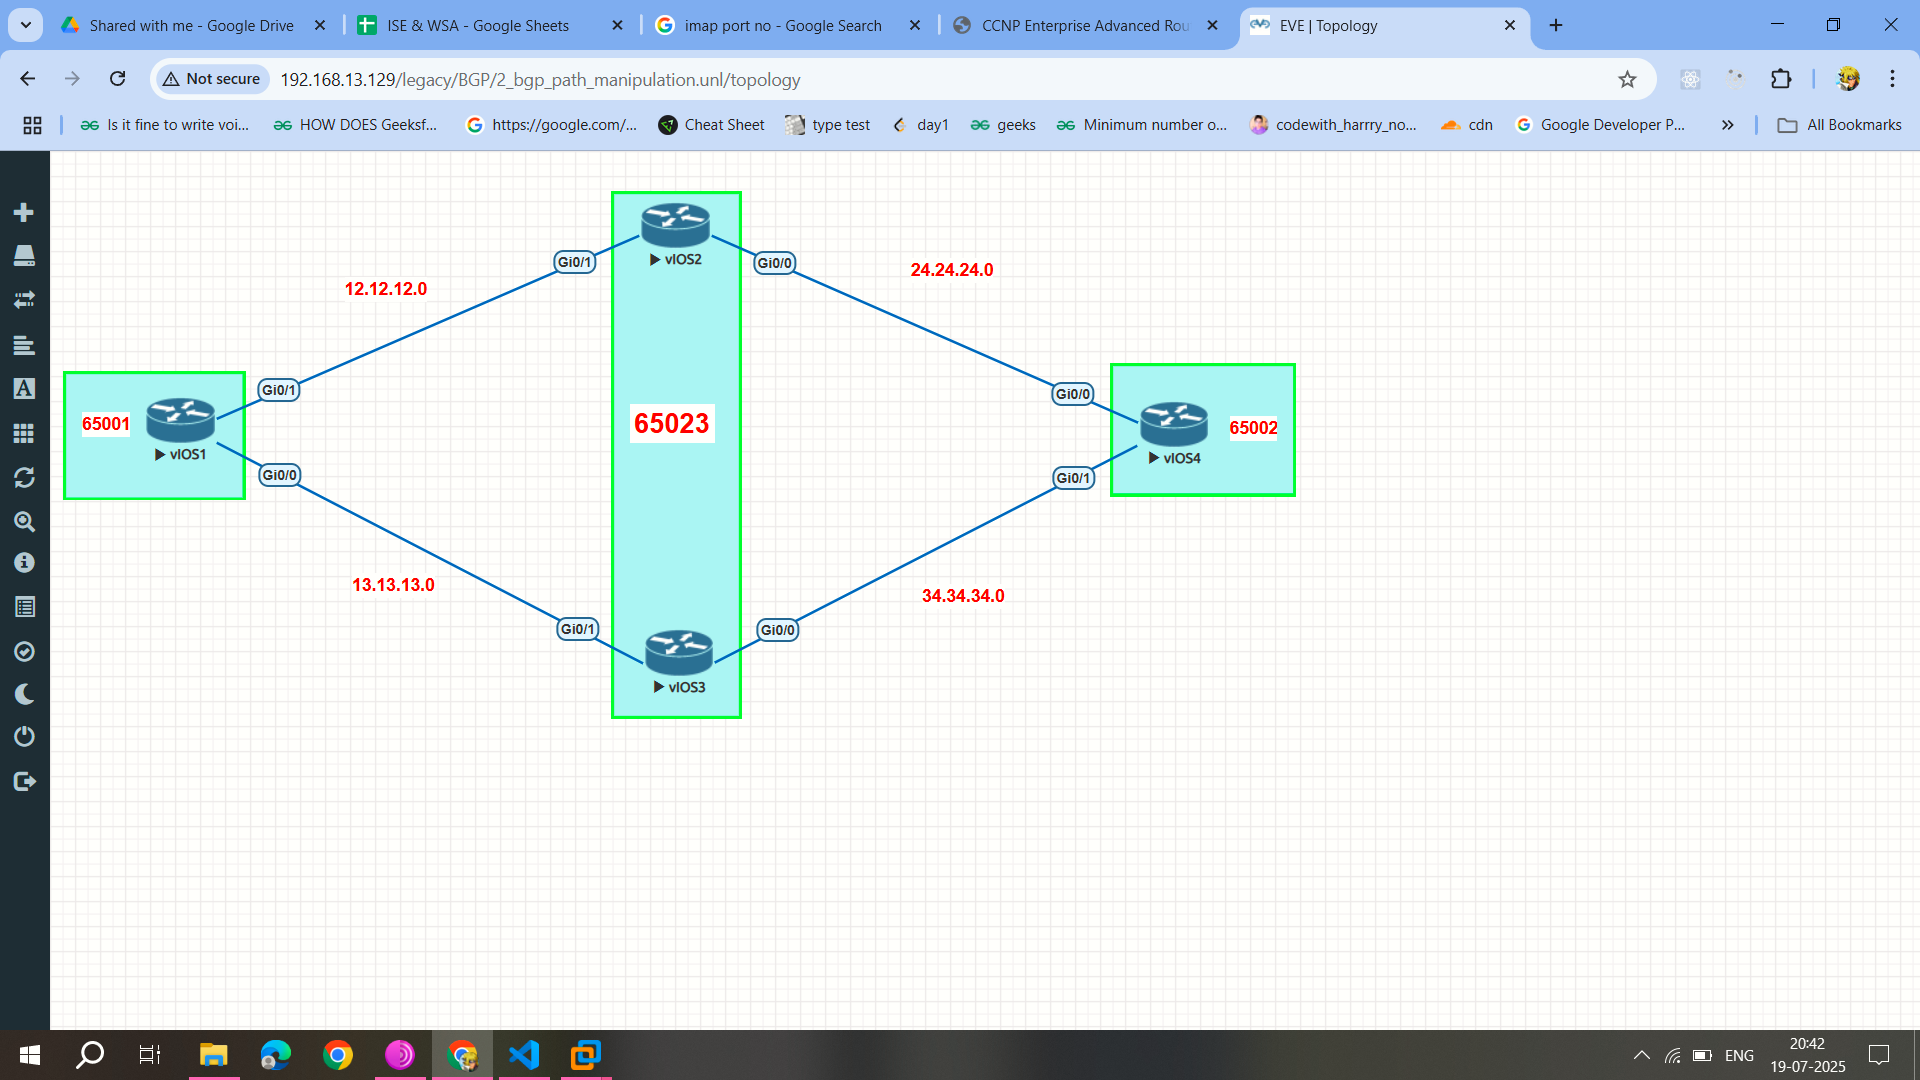 Shared with me - Google Drive
ISE & WSA - Google Sheets
imap port no - Google Search
CCNP Enterprise Advanced Rou
EVE | Topology
Not secure
192.168.13.129/legacy/BGP/2_bgp_path_manipulation.unl/topology
Is it fine to write voi...
HOW DOES Geeksf...
https://google.com/...
Cheat Sheet
type test
day1
geeks
Minimum number o...
codewith_harrry_no...
cdn
Google Developer P...
All Bookmarks
vIOS2
Gi0/1
Gi0/0
12.12.12.0
24.24.24.0
Gi0/1
Gi0/0
65001
vIOS1
65023
65002
vIOS4
Gi0/0
Gi0/1
13.13.13.0
34.34.34.0
Gi0/1
Gi0/0
vIOS3
ENG
20:42
19-07-2025